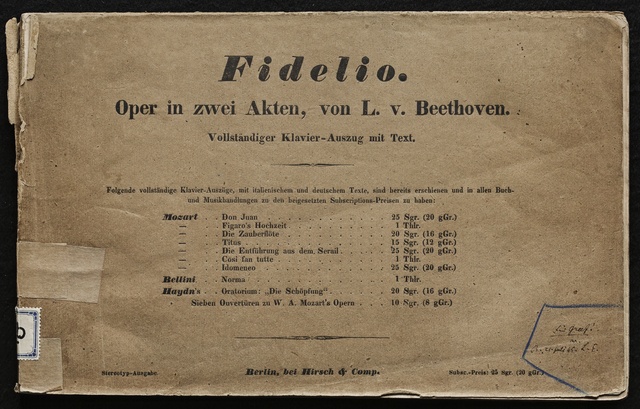 Fidelio.
Oper in zwei Akten, von L. v. Beethoven.
Vollständiger Klavier-Auszug mit Text.
Folgende vollständige Klavier-Auszüge, mit italienischem und deutschem Texte, sind bereits erschienen und in allen Buch-
und Musikhandlungen zu den beigesetzten Subscriptions-Preisen zu haben:
Mozart Don Juan 25 Sgr. (20 gGr.)
" Figaro's Hochzeit 1 Thlr.
" Die Zauberflöte 20 Sgr. (16 gGr.)
" Titus 15 Sgr. (12 gGr.)
" Die Entführung aus dem Serail 25 Sgr. (20 gGr.)
" Cosi fan tutte 1 Thlr.
" Idomeneo 25 Sgr. (20 gGr.)
Bellini Norma 1 Thlr.
Haydn's Oratorium: „Die Schöpfung" 20 Sgr. (16 gGr.)
Sieben Ouvertüren zu W. A. Mozart's Opern 10 Sgr. (8 gGr.)
Stereotyp-Ausgabe. Berlin, bei Hirsch & Comp. Subsc.-Preis: 25 Sgr. (20 gGr.)